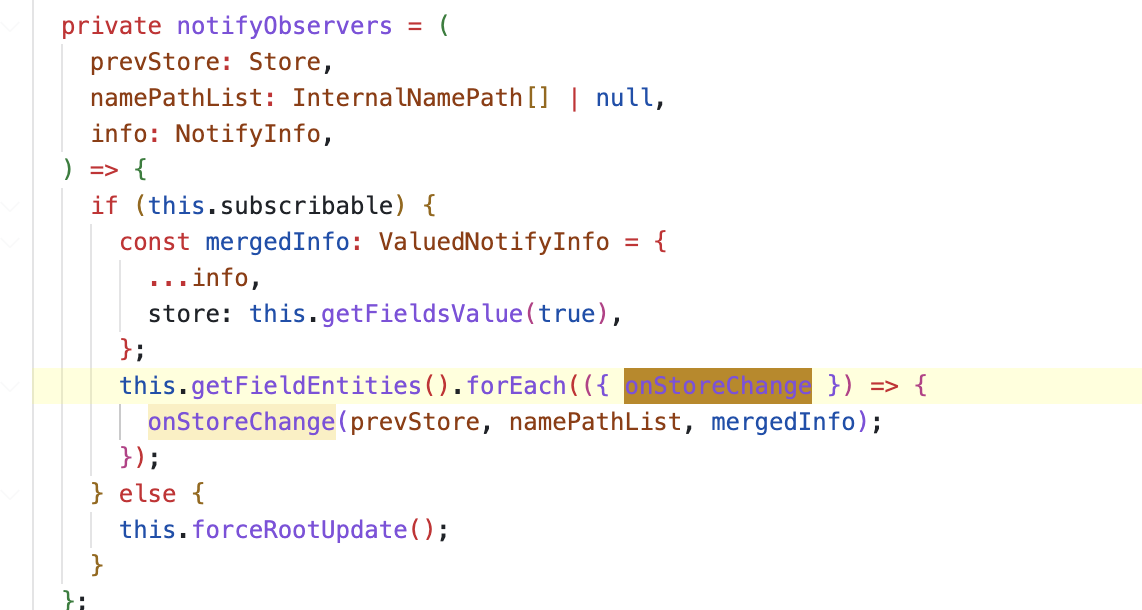 private notifyObservers = (
prevStore: Store,
namePathList: InternalNamePath[] | null,
info: NotifyInfo,
) => {
if (this.subscribable) {
const mergedInfo: ValuedNotifyInfo = {
...info,
store: this.getFieldsValue(true),
};
this.getFieldEntities().forEach(({ onStoreChange }) => {
onStoreChange(prevStore, namePathList, mergedInfo);
});
} else {
this.forceRootUpdate();
}
};